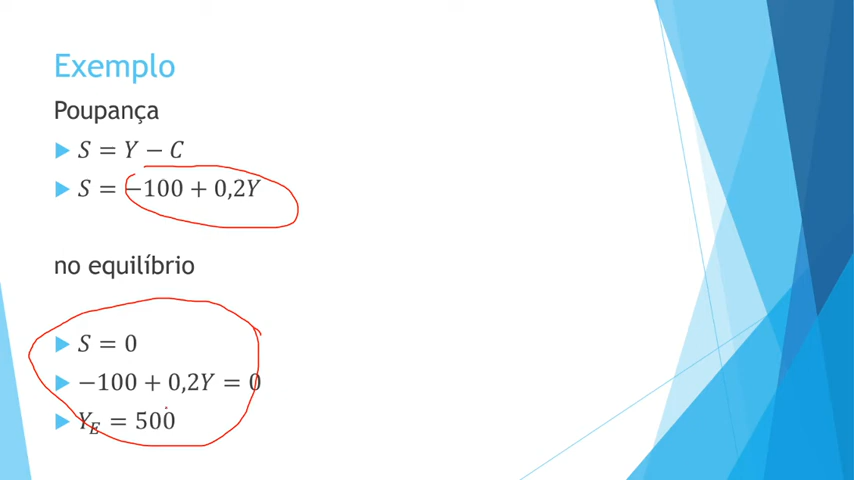 Exemplo
Poupança
S = Y − C
S = −100 + 0,2Y
no equilíbrio
S = 0
−100 + 0,2Y = 0
Y_E = 500